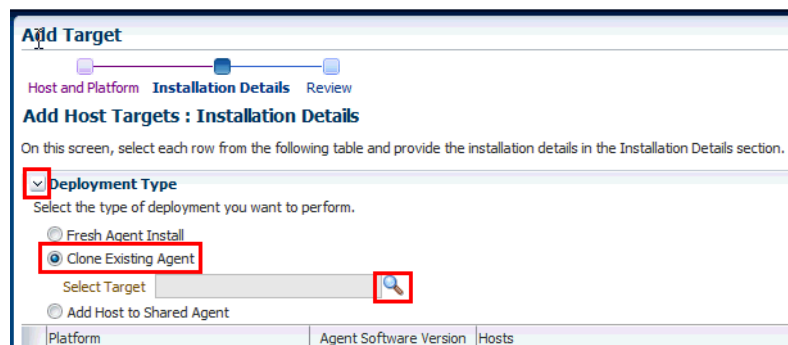 Add Target
Host and Platform Installation Details Review
Add Host Targets : Installation Details
On this screen, select each row from the following table and provide the installation details in the Installation Details section.
Deployment Type
Select the type of deployment you want to perform.
Fresh Agent Install
Clone Existing Agent
Select Target
Add Host to Shared Agent
Platform Agent Software Version Hosts